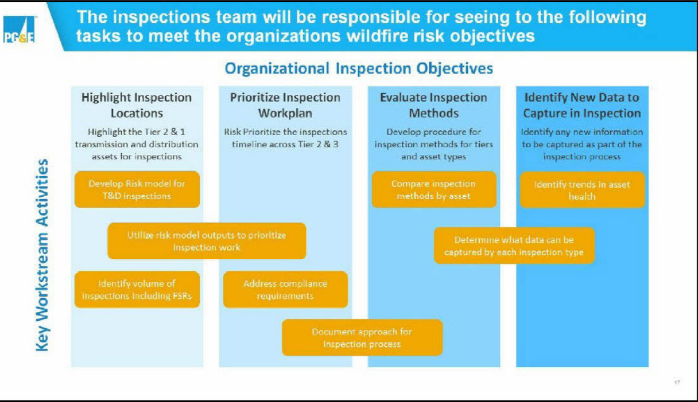 PG&E
The inspections team will be responsible for seeing to the following
tasks to meet the organizations wildfire risk objectives
Organizational Inspection Objectives
Key Workstream Activities
Highlight Inspection
Locations
Highlight the Tier 2 & 1
transmission and distribution
assets for inspections
Prioritize Inspection
Workplan
Risk Prioritize the inspections
timeline across Tier 2 & 3
Evaluate Inspection
Methods
Develop procedure for
inspection methods for tiers
and asset types
Identify New Data to
Capture in Inspection
Identify any new information
to be captured as part of the
inspection process
Develop Risk model for
T&D Inspections
Compare inspection
methods by asset
Identify trends in asset
health
Utilize risk model outputs to prioritize
inspection work
Determine what data can be
captured by each inspection type
Identify volume of
inspections including PSRs
Address compliance
requirements
Document approach for
inspection process
17